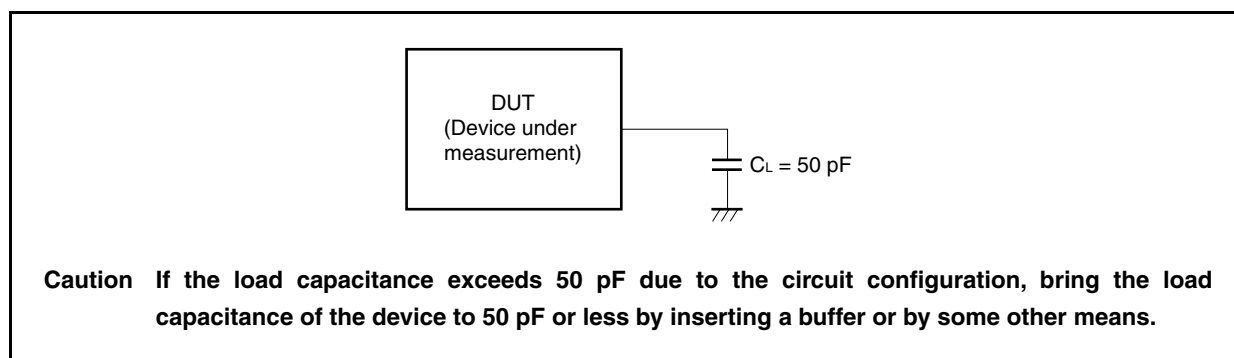 DUT
(Device under
measurement)
CL = 50 pF
Caution If the load capacitance exceeds 50 pF due to the circuit configuration, bring the load
capacitance of the device to 50 pF or less by inserting a buffer or by some other means.